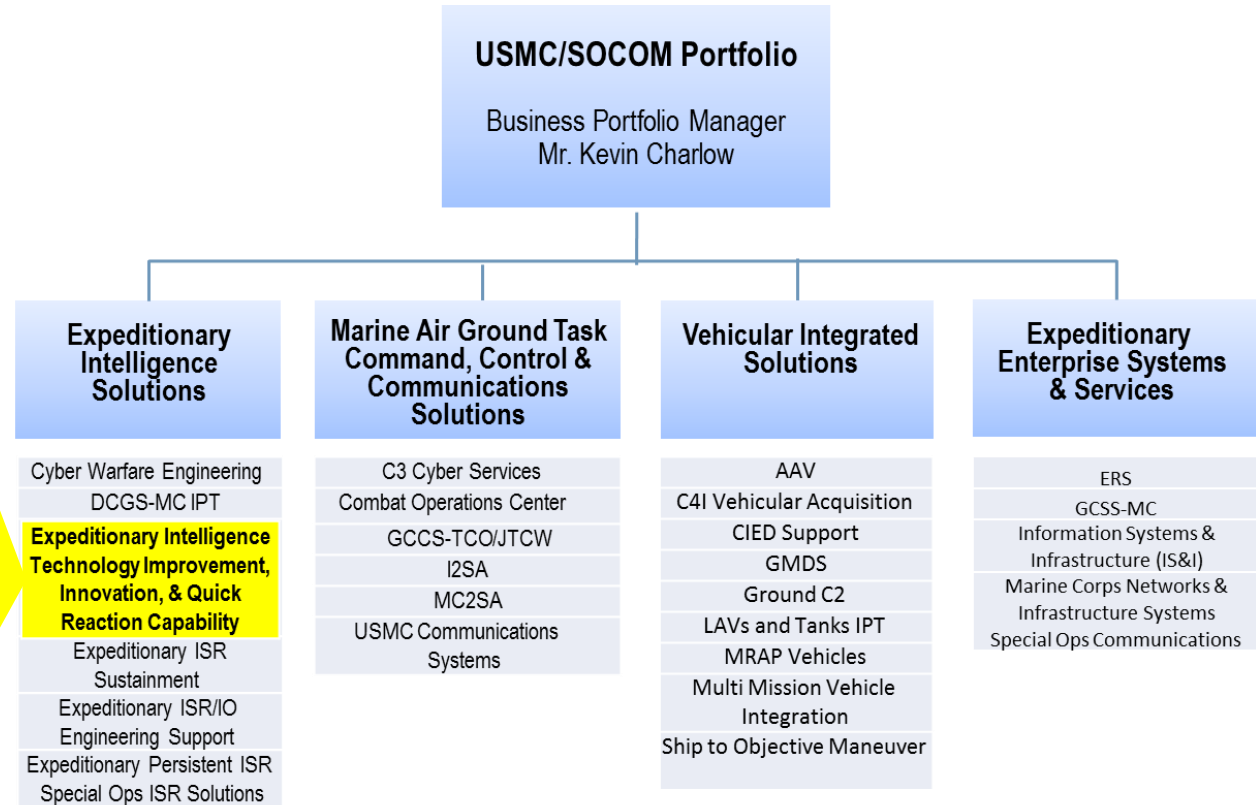 USMC/SOCOM Portfolio
Business Portfolio Manager
Mr. Kevin Charlow
Expeditionary
Intelligence
Solutions
Cyber Warfare Engineering
DCGS-MC IPT
Expeditionary Intelligence
Technology Improvement,
Innovation, & Quick
Reaction Capability
Expeditionary ISR
Sustainment
Expeditionary ISR/IO
Engineering Support
Expeditionary Persistent ISR
Special Ops ISR Solutions
Marine Air Ground Task
Command, Control &
Communications
Solutions
C3 Cyber Services
Combat Operations Center
GCCS-TCO/JTCW
I2SA
MC2SA
USMC Communications
Systems
Vehicular Integrated
Solutions
AAV
C4I Vehicular Acquisition
CIED Support
GMDS
Ground C2
LAVs and Tanks IPT
MRAP Vehicles
Multi Mission Vehicle
Integration
Ship to Objective Maneuver
Expeditionary
Enterprise Systems
& Services
ERS
GCSS-MC
Information Systems &
Infrastructure (IS&I)
Marine Corps Networks &
Infrastructure Systems
Special Ops Communications